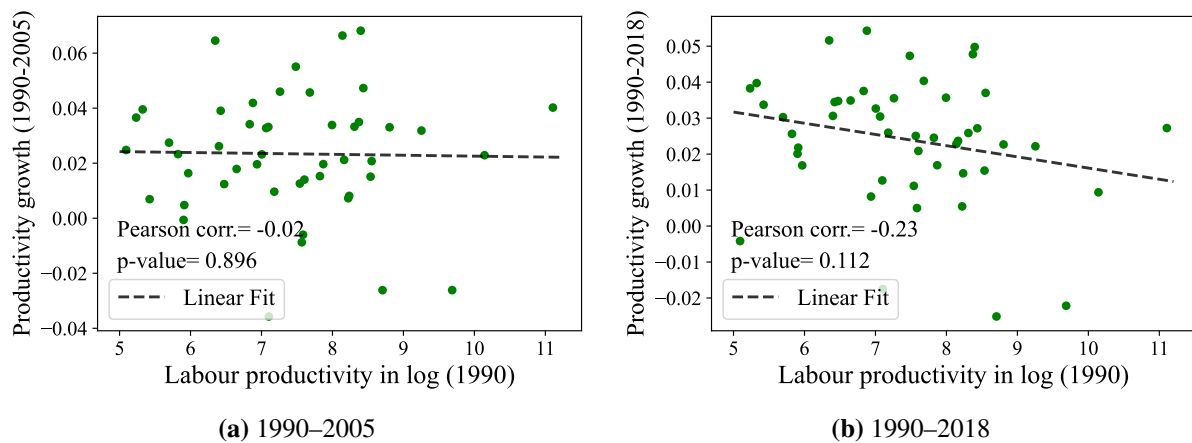 Productivity growth (1990-2005)
0.06
0.04
0.02
0.00
−0.02
−0.04
Pearson corr.= -0.02
p-value= 0.896
Linear Fit
5 6 7 8 9 10 11
Labour productivity in log (1990)
(a) 1990–2005
Productivity growth (1990-2018)
0.05
0.04
0.03
0.02
0.01
0.00
−0.01
−0.02
Pearson corr.= -0.23
p-value= 0.112
Linear Fit
5 6 7 8 9 10 11
Labour productivity in log (1990)
(b) 1990–2018